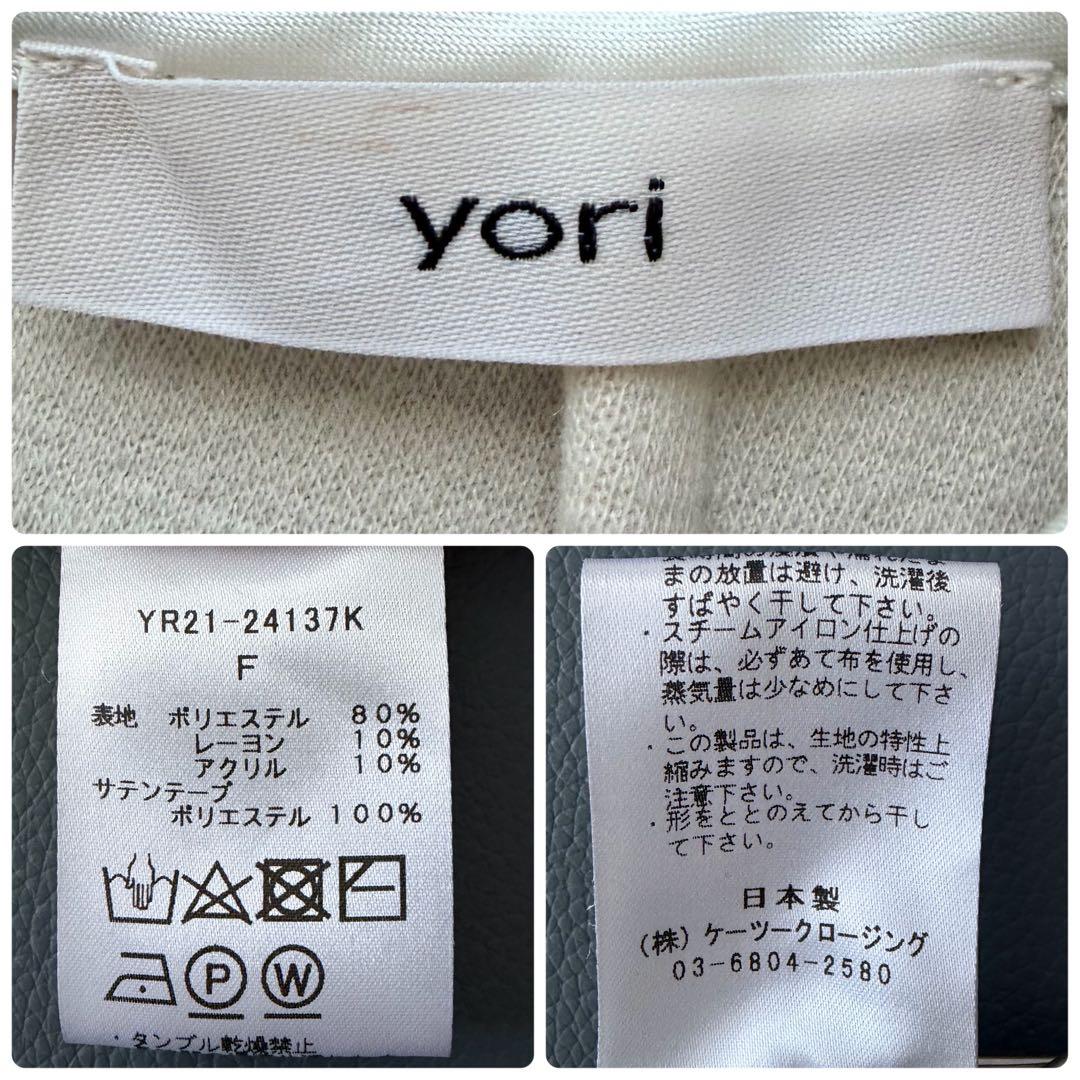 yori
YR21-24137K
F
表地 ポリエステル 80%
レーヨン 10%
アクリル 10%
サテンテープ
ポリエステル 100%
P W
・タンブル乾燥禁止
まの放置は避け、洗濯後
すばやく干して下さい。
・スチームアイロン仕上げの
際は、必ずあて布を使用し、
蒸気量は少なめにして下さ
い。
・この製品は、生地の特性上
縮みますので、洗濯時はご
注意下さい。
・形をととのえてから干し
て下さい。
日本製
(株)ケーツークロージング
03-6804-2580